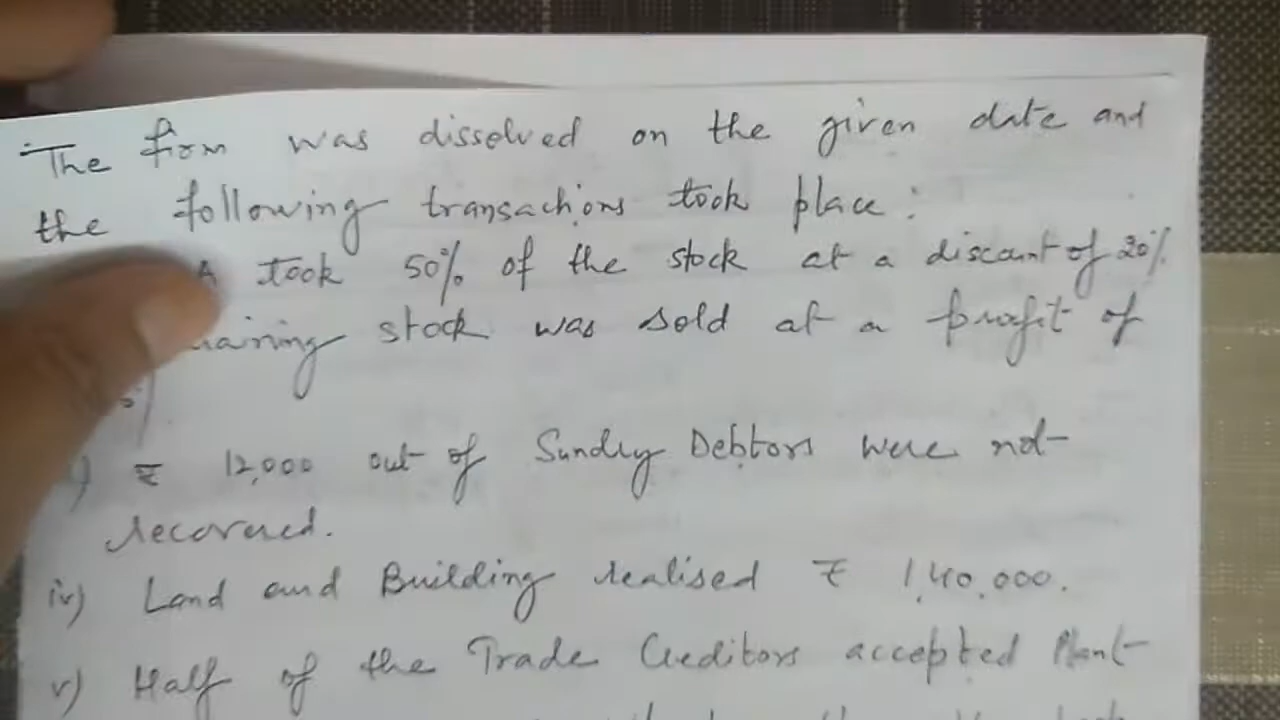 The firm was dissolved on the given date and
the following transactions took place:
A took 50% of the stock at a discount of 20%
stock was sold at a profit of
₹ 12,000 out of Sundry Debtors were not
recovered.
iv) Land and Building realised ₹ 1,40,000.
v) Half of the Trade Creditors accepted Plant